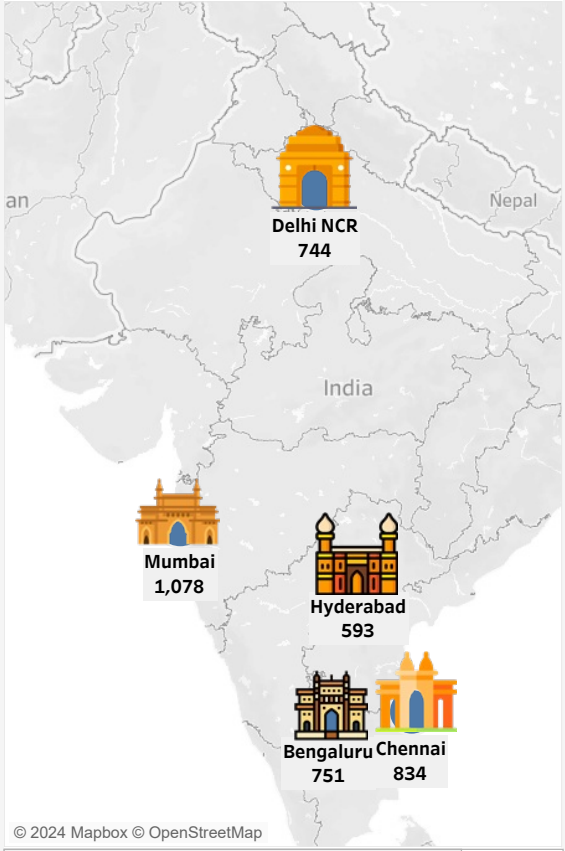 an
Nepal
Delhi NCR
744
India
Mumbai
1,078
Hyderabad
593
Bengaluru
751
Chennai
834
© 2024 Mapbox © OpenStreetMap